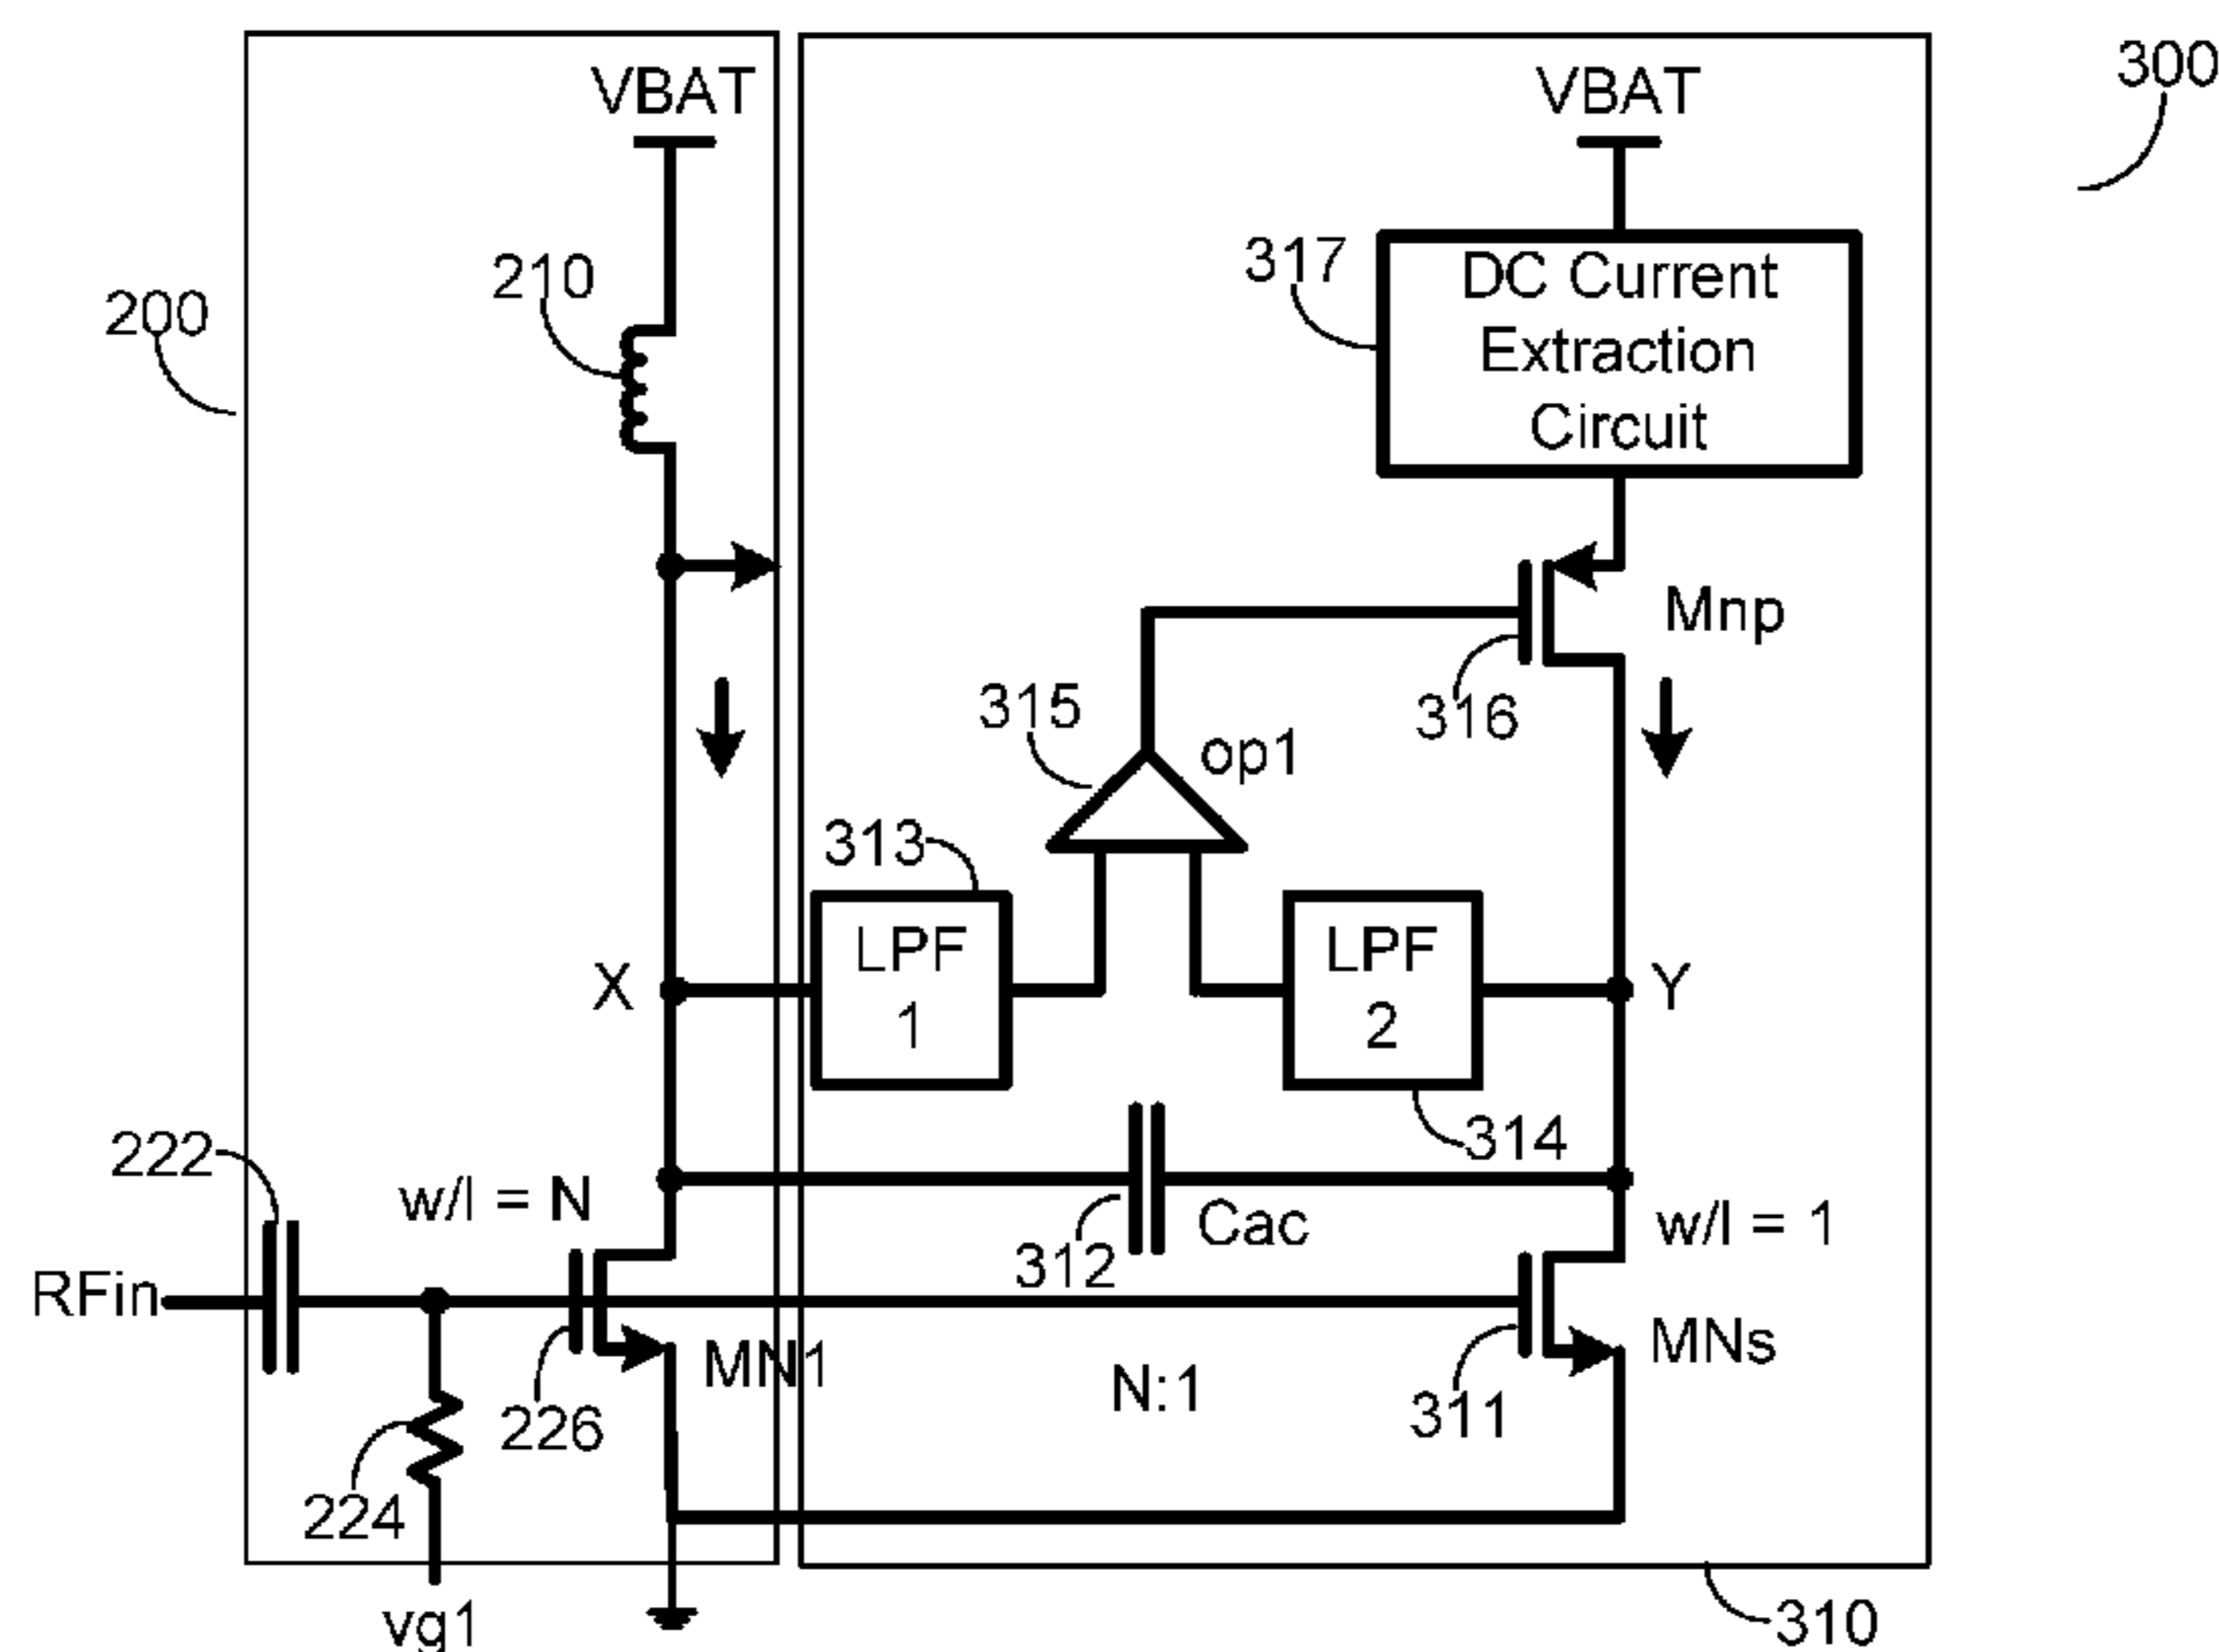 300
VBAT
VBAT
317
DC Current
Extraction
Circuit
210
200
Mnp
316
315
op1
313
LPF
1
LPF
2
X
Y
314
222
w/l = N
312
Cac
w/l = 1
RFin
MN1
MNs
N:1
226
311
224
vg1
310